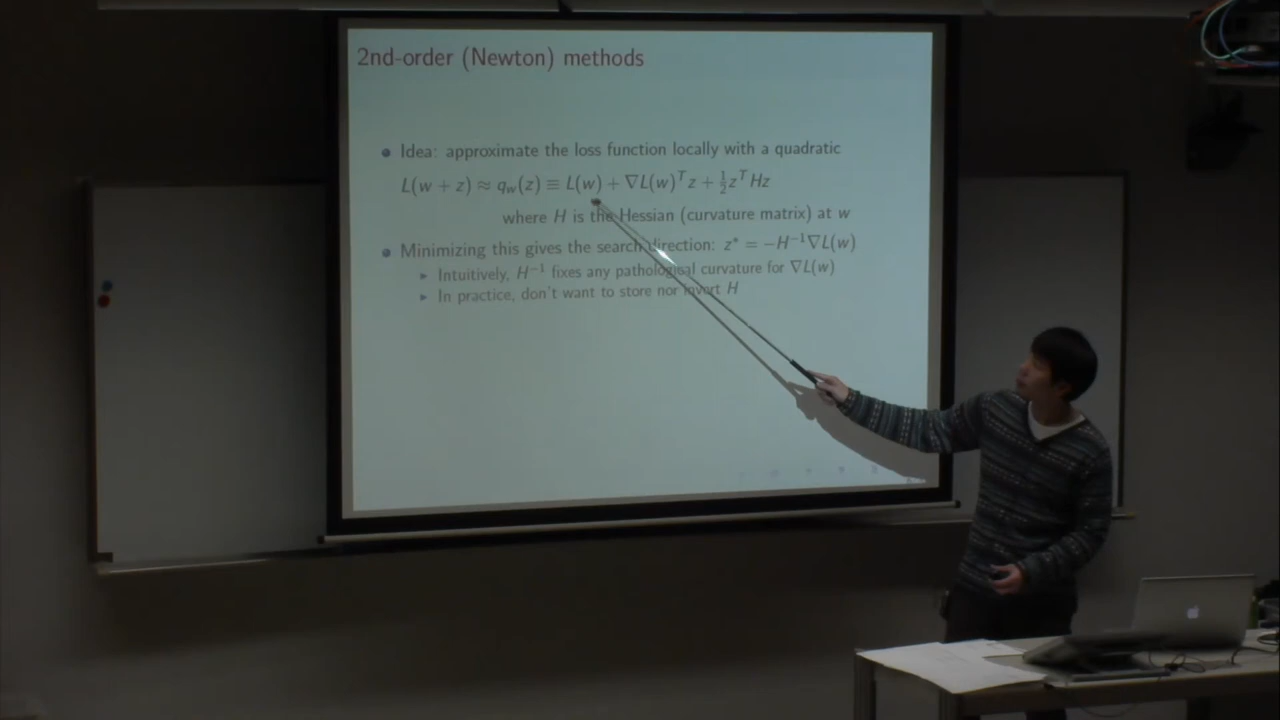 2nd-order (Newton) methods
Idea: approximate the loss function locally with a quadratic
L(w + z) ≈ q_w(z) ≡ L(w) + ∇L(w)^T z + ½z^T Hz
where H is the Hessian (curvature matrix) at w
Minimizing this gives the search direction: z* = −H⁻¹∇L(w)
Intuitively, H⁻¹ fixes any pathological curvature for ∇L(w)
In practice, don't want to store nor invert H